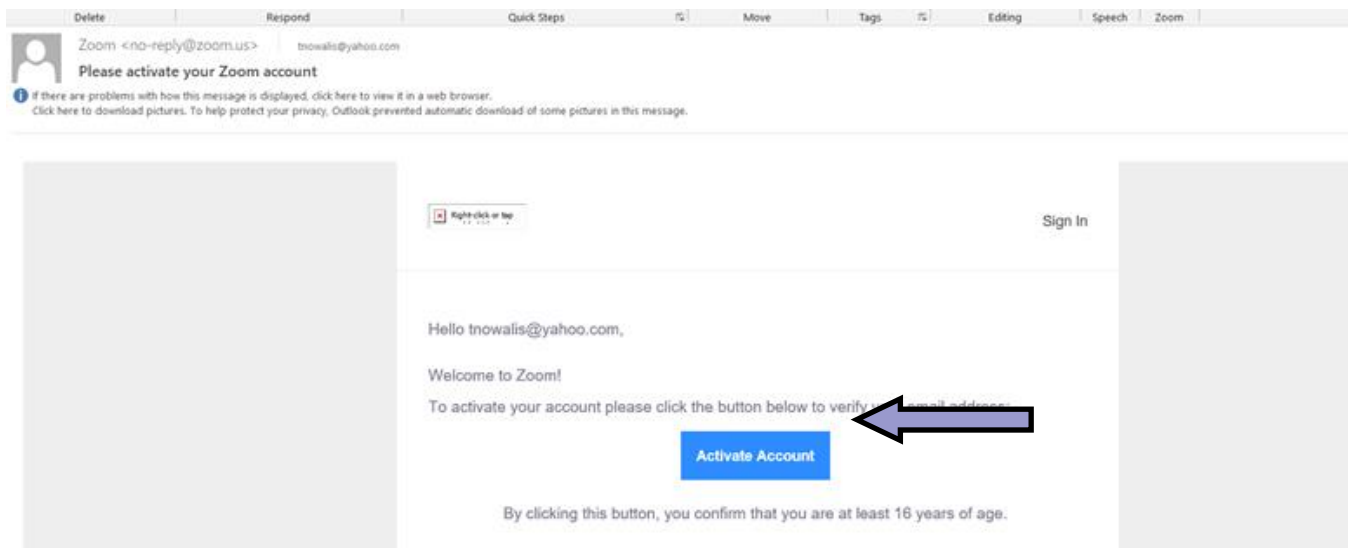 Delete Respond Quick Steps Move Tags Editing Speech Zoom
Zoom <no-reply@zoom.us> tnowalis@yahoo.com
Please activate your Zoom account
If there are problems with how this message is displayed, click here to view it in a web browser.
Click here to download pictures. To help protect your privacy, Outlook prevented automatic download of some pictures in this message.
Right-click or tap
Sign In
Hello tnowalis@yahoo.com,
Welcome to Zoom!
To activate your account please click the button below to verify email address:
Activate Account
By clicking this button, you confirm that you are at least 16 years of age.